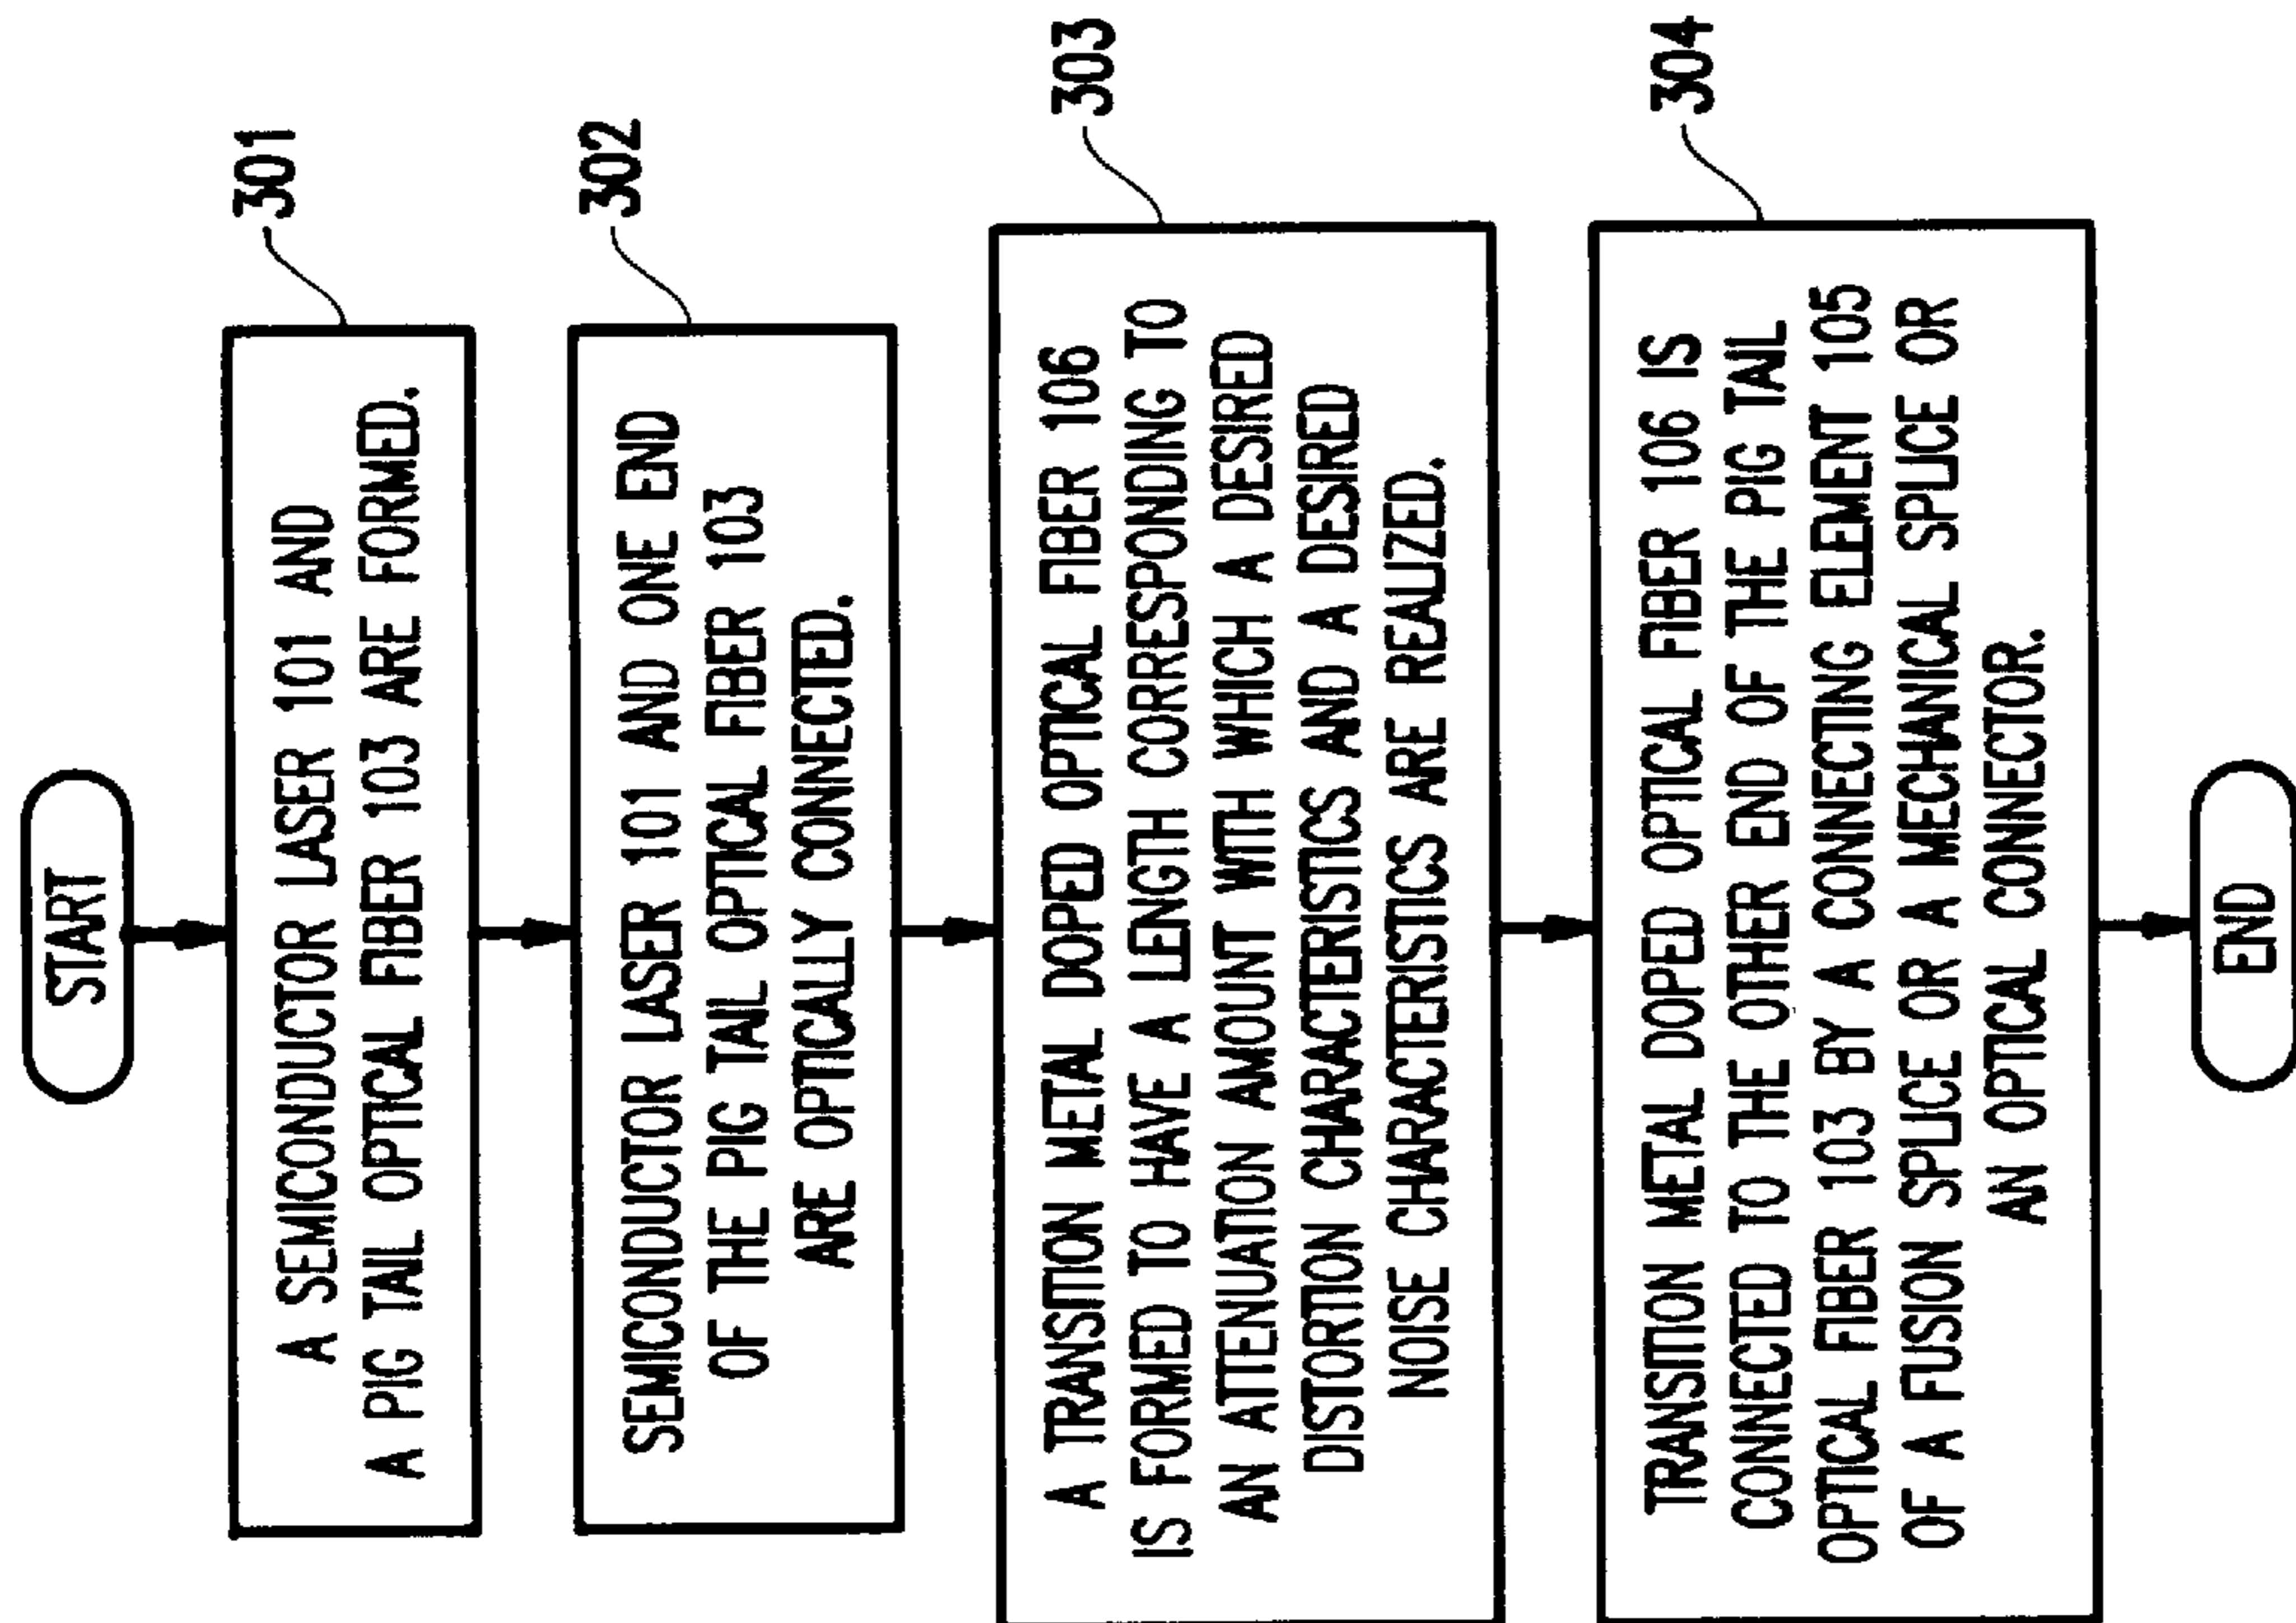 START
301
A SEMICONDUCTOR LASER 101 AND
A PIG TAIL OPTICAL FIBER 103 ARE FORMED.
302
SEMICONDUCTOR LASER 101 AND ONE END
OF THE PIG TAIL OPTICAL FIBER 103
ARE OPTICALLY CONNECTED.
303
A TRANSITION METAL DOPED OPTICAL FIBER 106
IS FORMED TO HAVE A LENGTH CORRESPONDING TO
AN ATTENUATION AMOUNT WITH WHICH A DESIRED
DISTORTION CHARACTERISTICS AND A DESIRED
NOISE CHARACTERISTICS ARE REALIZED.
304
TRANSITION METAL DOPED OPTICAL FIBER 106 IS
CONNECTED TO THE OTHER END OF THE PIG TAIL
OPTICAL FIBER 103 BY A CONNECTING ELEMENT 105
OF A FUSION SPLICE OR A MECHANICAL SPLICE OR
AN OPTICAL CONNECTOR.
END